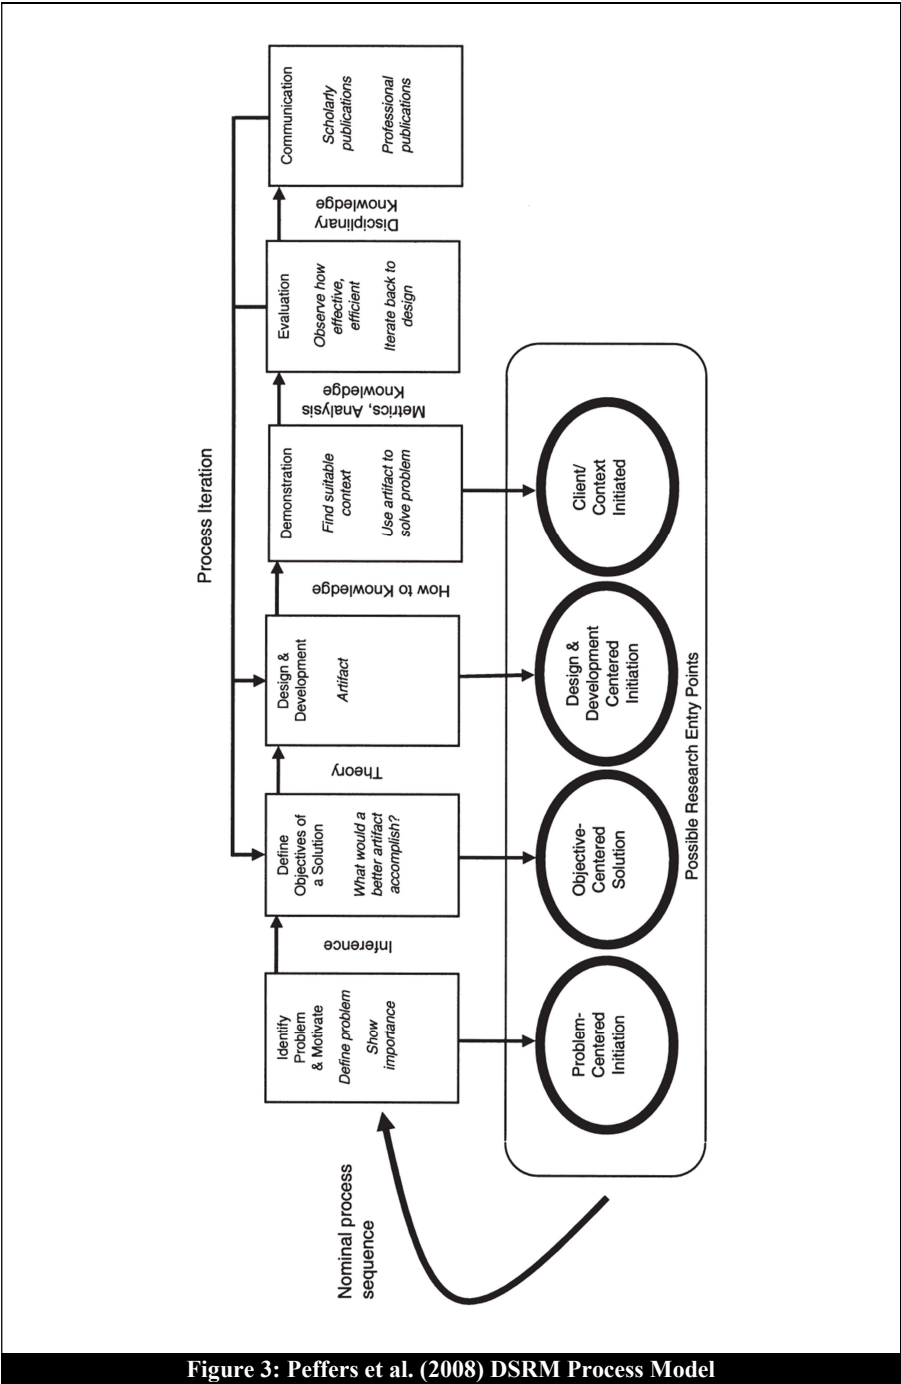 Process Iteration
Nominal process
sequence
Identify
Problem
& Motivate
Define problem
Show
importance
Inference
Define
Objectives of
a Solution
What would a
better artifact
accomplish?
Theory
Design &
Development
Artifact
How to Knowledge
Demonstration
Find suitable
context
Use artifact to
solve problem
Metrics, Analysis
Knowledge
Evaluation
Observe how
effective,
efficient
Iterate back to
design
Disciplinary
Knowledge
Communication
Scholarly
publications
Professional
publications
Problem-
Centered
Initiation
Objective-
Centered
Solution
Design &
Development
Centered
Initiation
Client/
Context
Initiated
Possible Research Entry Points
Figure 3: Peffers et al. (2008) DSRM Process Model